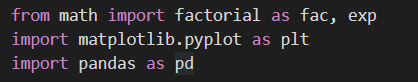 from math import factorial as fac, exp
import matplotlib.pyplot as plt
import pandas as pd